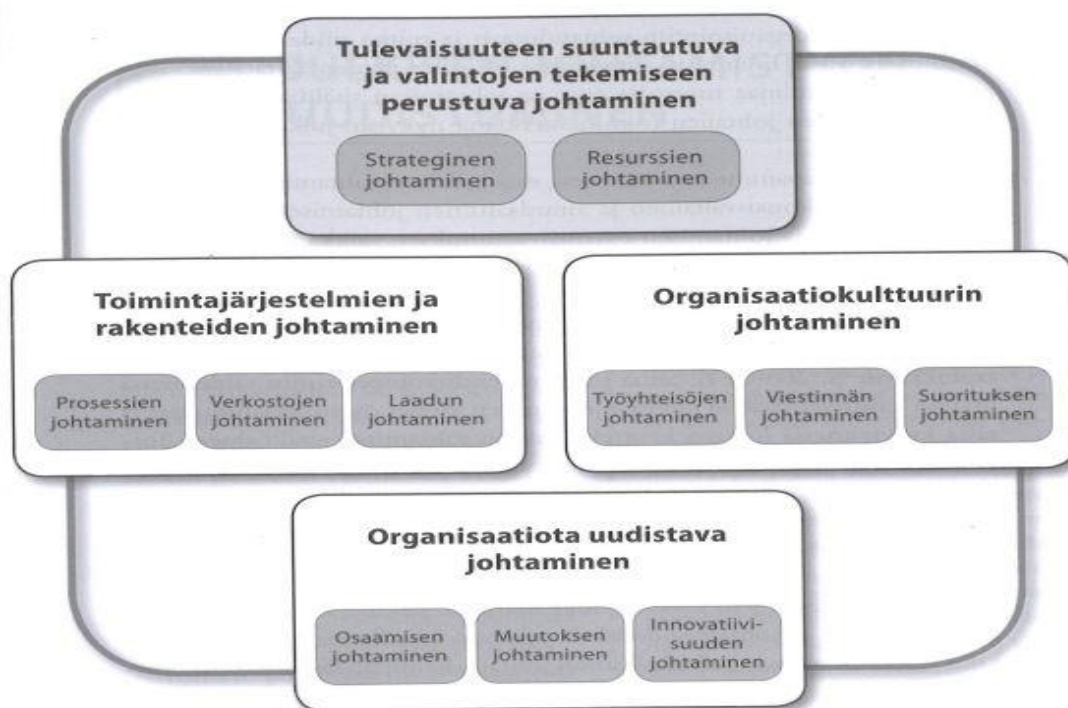 Tulevaisuuteen suuntautuva
ja valintojen tekemiseen
perustuva johtaminen
Strateginen
johtaminen
Resurssien
johtaminen
Toimintajärjestelmien ja
rakenteiden johtaminen
Prosessien
johtaminen
Verkostojen
johtaminen
Laadun
johtaminen
Organisaatiokulttuurin
johtaminen
Työyhteisöjen
johtaminen
Viestinnän
johtaminen
Suorituksen
johtaminen
Organisaatiota uudistava
johtaminen
Osaamisen
johtaminen
Muutoksen
johtaminen
Innovatiivi-
suuden
johtaminen